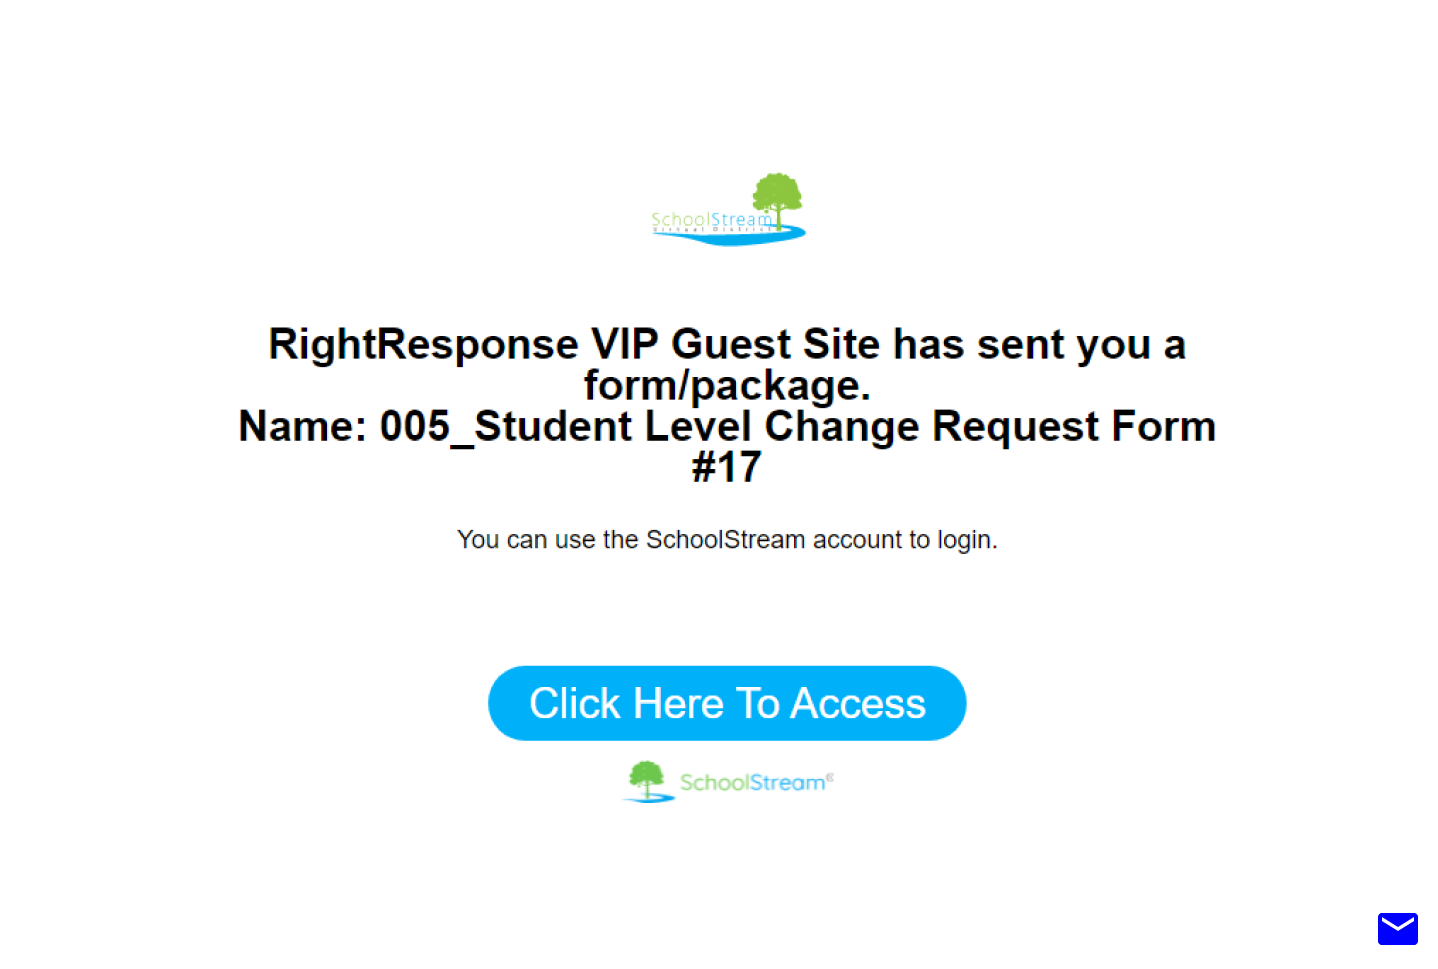 SchoolStream
Virtual District
RightResponse VIP Guest Site has sent you a
form/package.
Name: 005_Student Level Change Request Form
#17
You can use the SchoolStream account to login.
Click Here To Access
SchoolStream